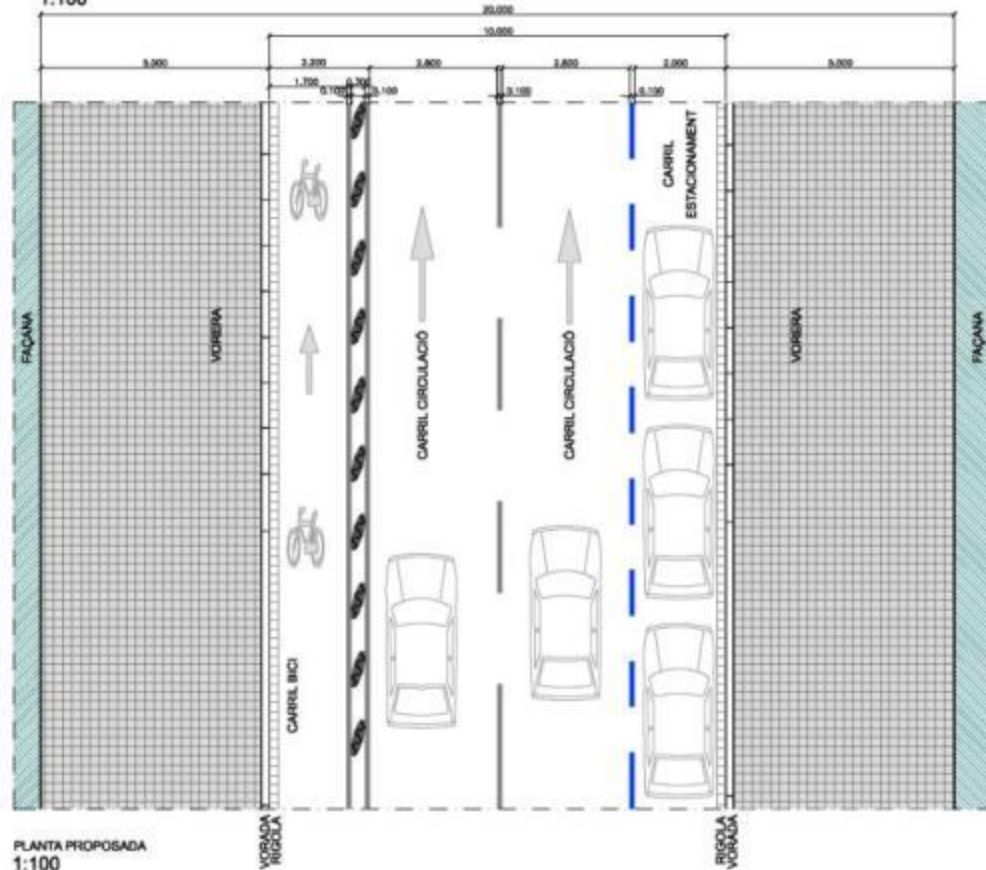 1:100
20.000
10.000
5.000
2.200
2.800
2.800
2.000
5.000
1.700
0.300
0.100
0.100
0.100
0.100
CARRIL
ESTACIONAMENT
FAÇANA
VORERA
CARRIL CIRCULACIÓ
CARRIL CIRCULACIÓ
VORERA
FAÇANA
CARRIL BICI
VORADA
RIGOLA
RIGOLA
VORADA
PLANTA PROPOSADA
1:100